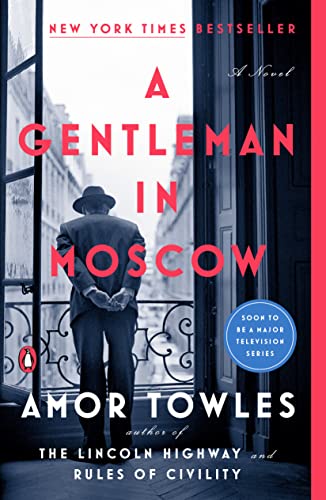 NEW YORK TIMES BESTSELLER
A Novel
A
GENTLEMAN
IN
MOSCOW
SOON TO
BE A MAJOR
TELEVISION
SERIES
AMOR TOWLES
author of
THE LINCOLN HIGHWAY and
RULES OF CIVILITY